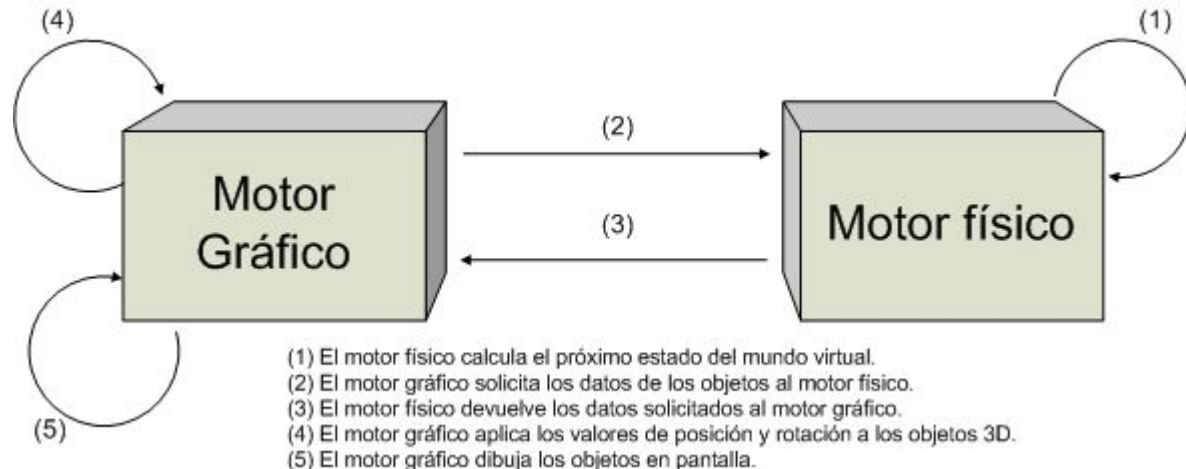 (4)
(1)
(2)
Motor
Gráfico
Motor físico
(3)
(5)
(1) El motor físico calcula el próximo estado del mundo virtual.
(2) El motor gráfico solicita los datos de los objetos al motor físico.
(3) El motor físico devuelve los datos solicitados al motor gráfico.
(4) El motor gráfico aplica los valores de posición y rotación a los objetos 3D.
(5) El motor gráfico dibuja los objetos en pantalla.